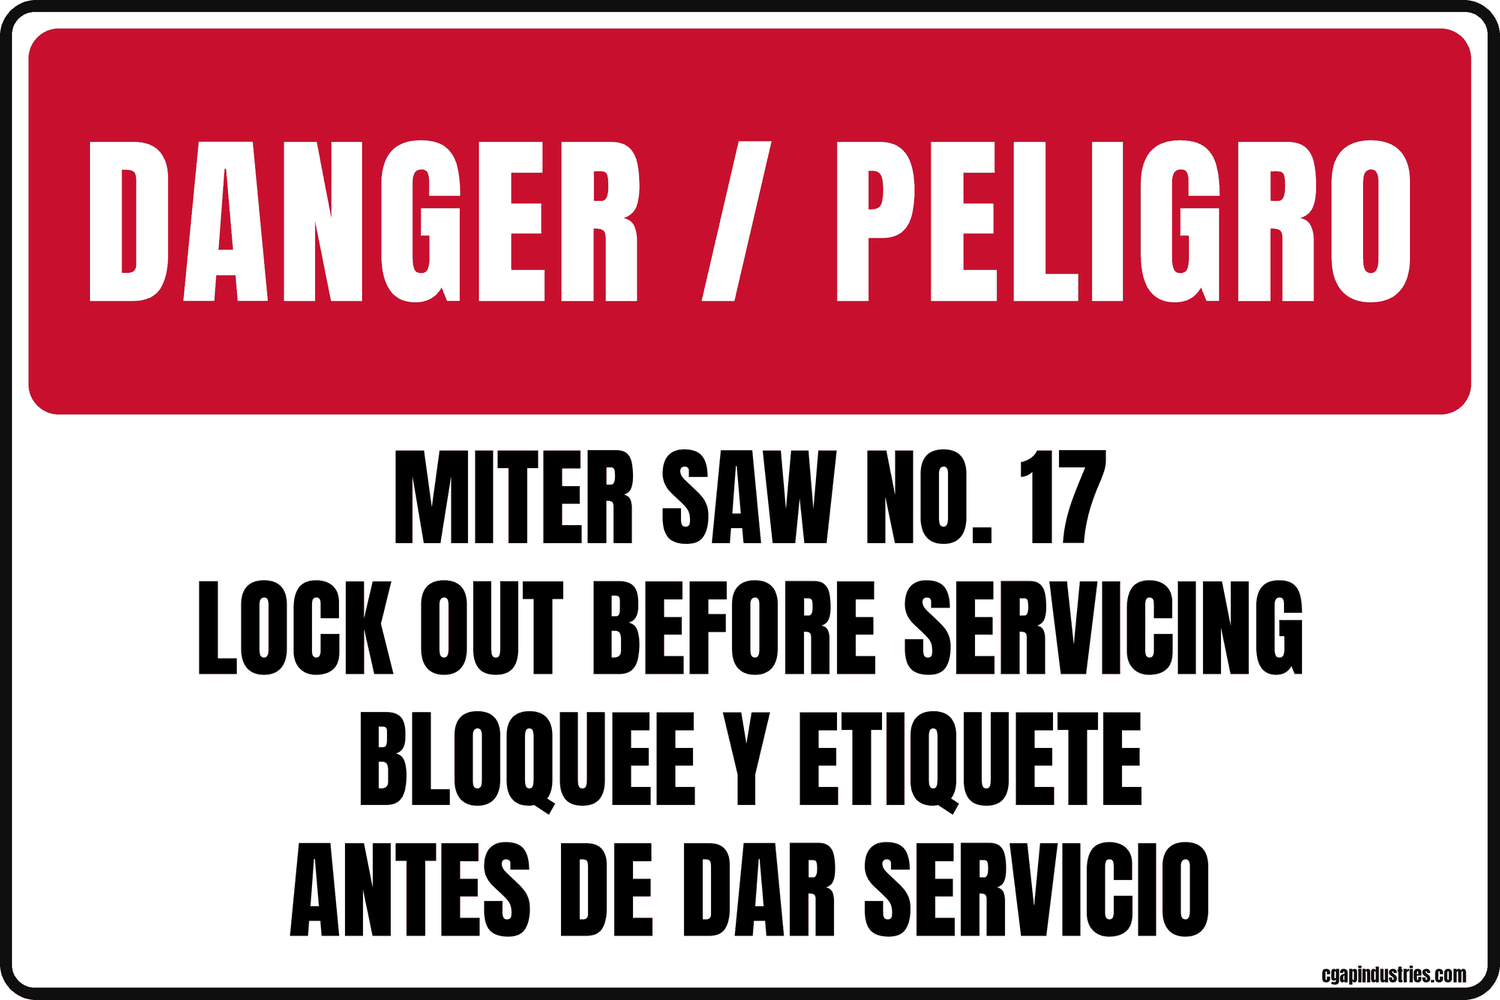 DANGER / PELIGRO
MITER SAW NO. 17
LOCK OUT BEFORE SERVICING
BLOQUEE Y ETIQUETE
ANTES DE DAR SERVICIO
cgapindustries.com